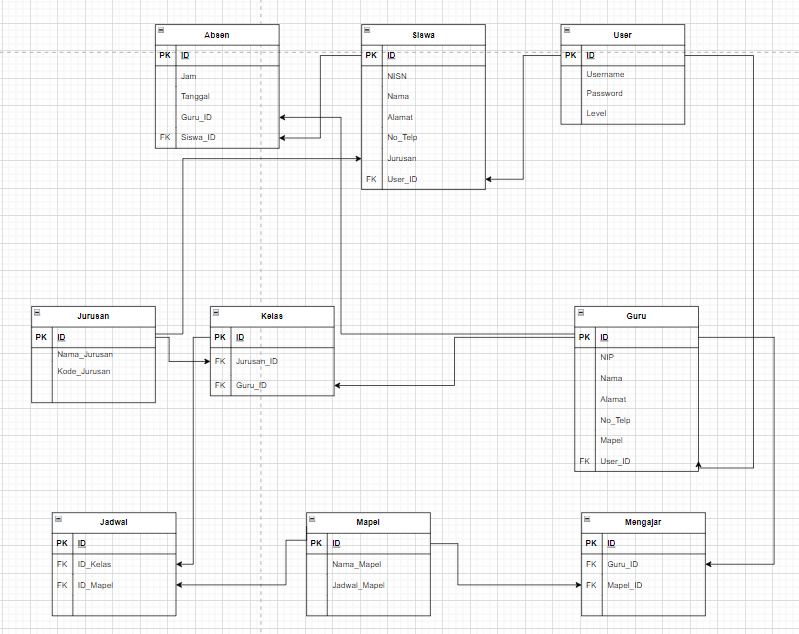 Absen
PK ID
Jam
Tanggal
Guru_ID
FK Siswa_ID
Siswa
PK ID
NISN
Nama
Alamat
No_Telp
Jurusan
FK User_ID
User
PK ID
Username
Password
Level
Jurusan
PK ID
Nama_Jurusan
Kode_Jurusan
Kelas
PK ID
FK Jurusan_ID
FK Guru_ID
Guru
PK ID
NIP
Nama
Alamat
No_Telp
Mapel
FK User_ID
Jadwal
PK ID
FK ID_Kelas
FK ID_Mapel
Mapel
PK ID
Nama_Mapel
Jadwal_Mapel
Mengajar
PK ID
FK Guru_ID
FK Mapel_ID